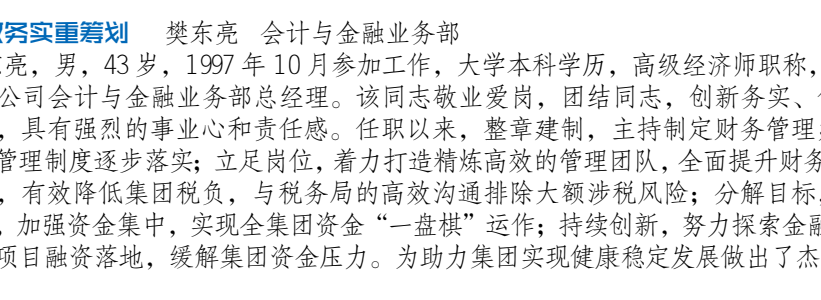 务实重筹划 樊东亮 会计与金融业务部
亮，男，43岁，1997年10月参加工作，大学本科学历，高级经济师职称，
公司会计与金融业务部总经理。该同志敬业爱岗，团结同志，创新务实、
，具有强烈的事业心和责任感。任职以来，整章建制，主持制定财务管理
管理制度逐步落实；立足岗位，着力打造精炼高效的管理团队，全面提升财务
，有效降低集团税负，与税务局的高效沟通排除大额涉税风险；分解目标，
，加强资金集中，实现全集团资金“一盘棋”运作；持续创新，努力探索金融
项目融资落地，缓解集团资金压力。为助力集团实现健康稳定发展做出了杰